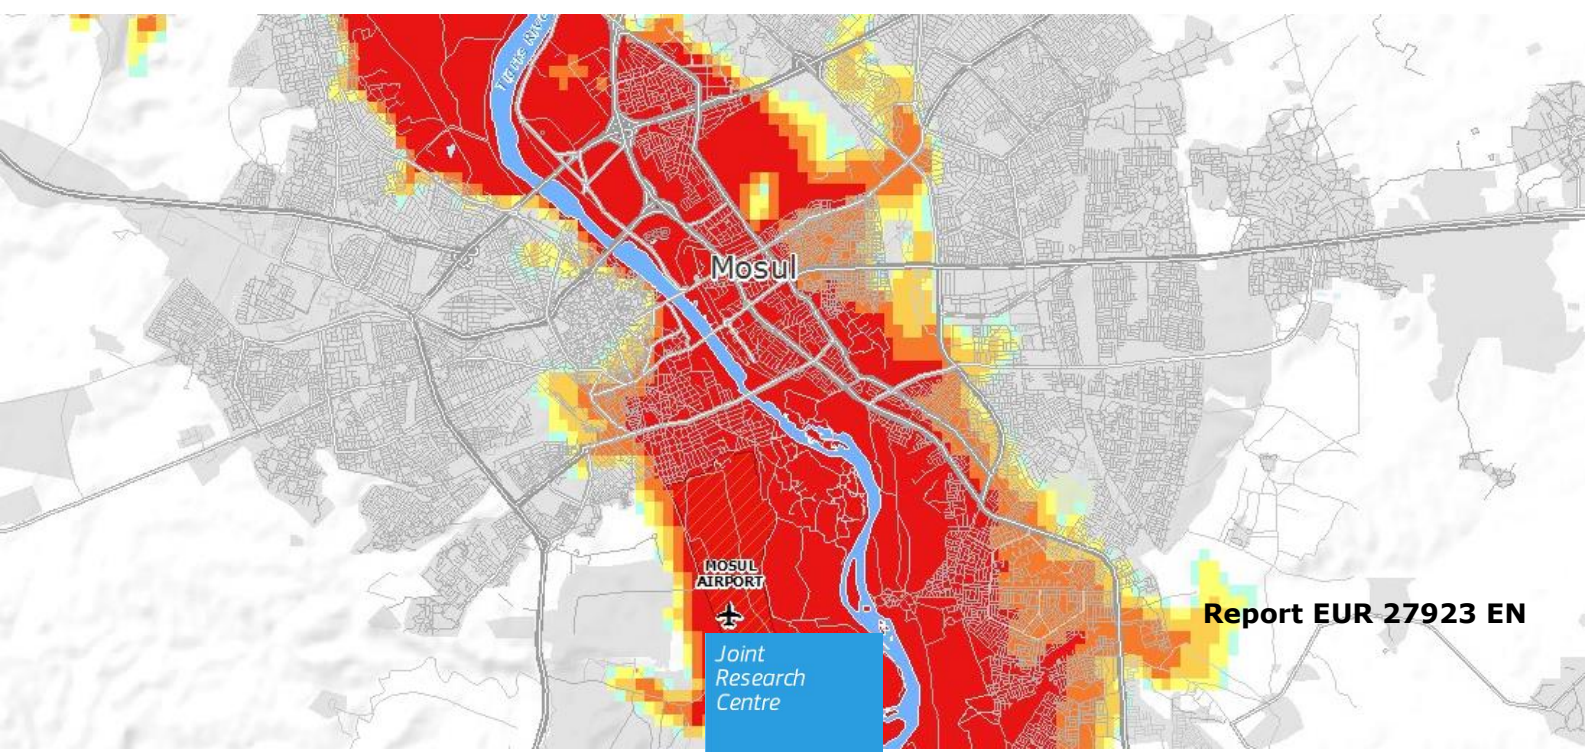 TIGRIS RIVER
Mosul
MOSUL
AIRPORT
Report EUR 27923 EN
Joint
Research
Centre